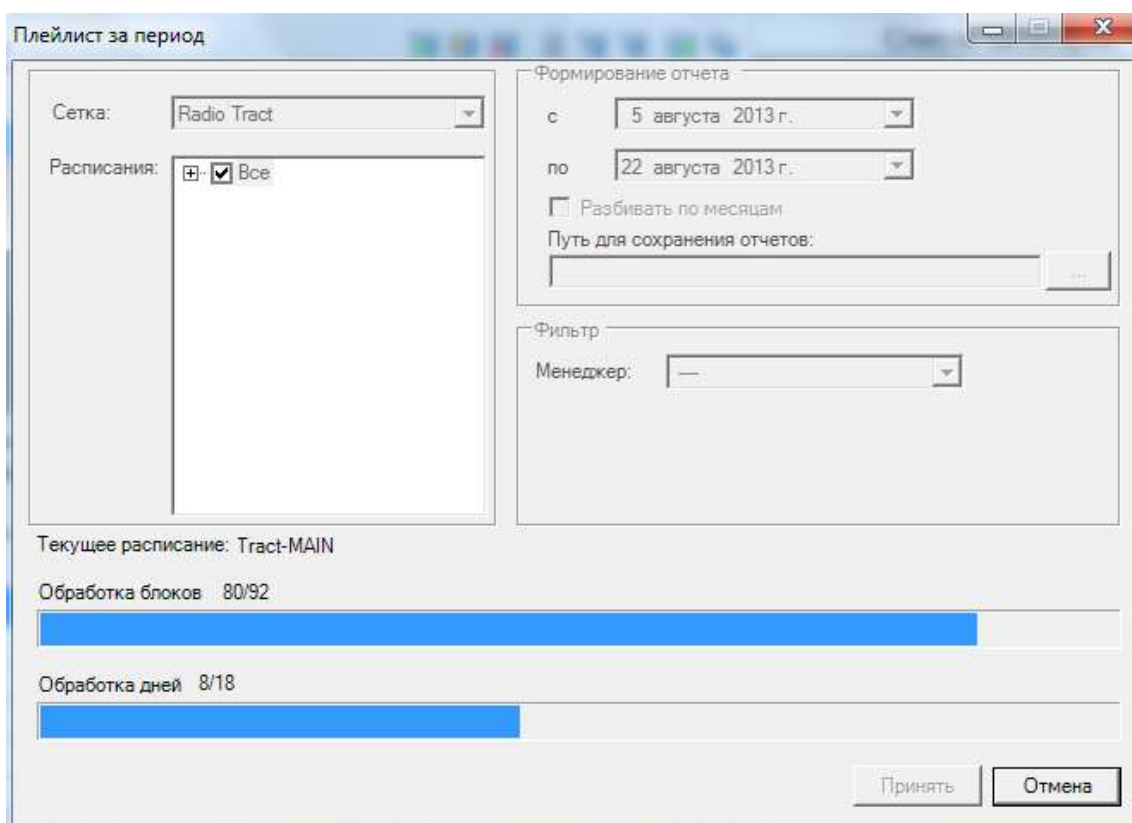 Плейлист за период
Сетка:
Radio Tract
Расписания:
Все
Формирование отчета
с
5 августа 2013 г.
по
22 августа 2013 г.
Разбивать по месяцам
Путь для сохранения отчетов:
...
Фильтр
Менеджер:
—
Текущее расписание: Tract-MAIN
Обработка блоков 80/92
Обработка дней 8/18
Принять
Отмена